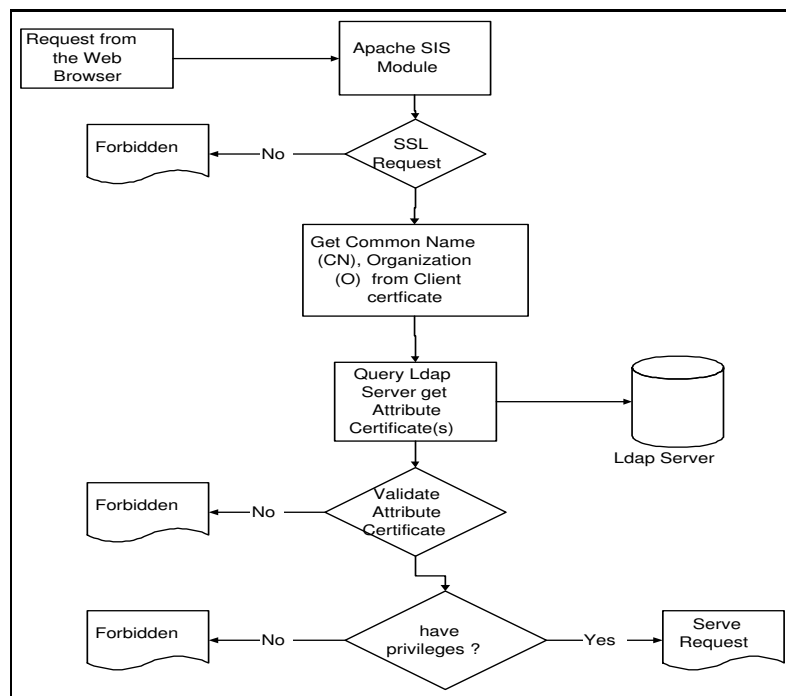 Request from
the Web
Browser
Apache SIS
Module
Forbidden
No
SSL
Request
Get Common Name
(CN), Organization
(O) from Client
certficate
Query Ldap
Server get
Attribute
Certificate(s)
Ldap Server
Forbidden
No
Validate
Attribute
Certificate
Forbidden
No
have
privileges ?
Yes
Serve
Request